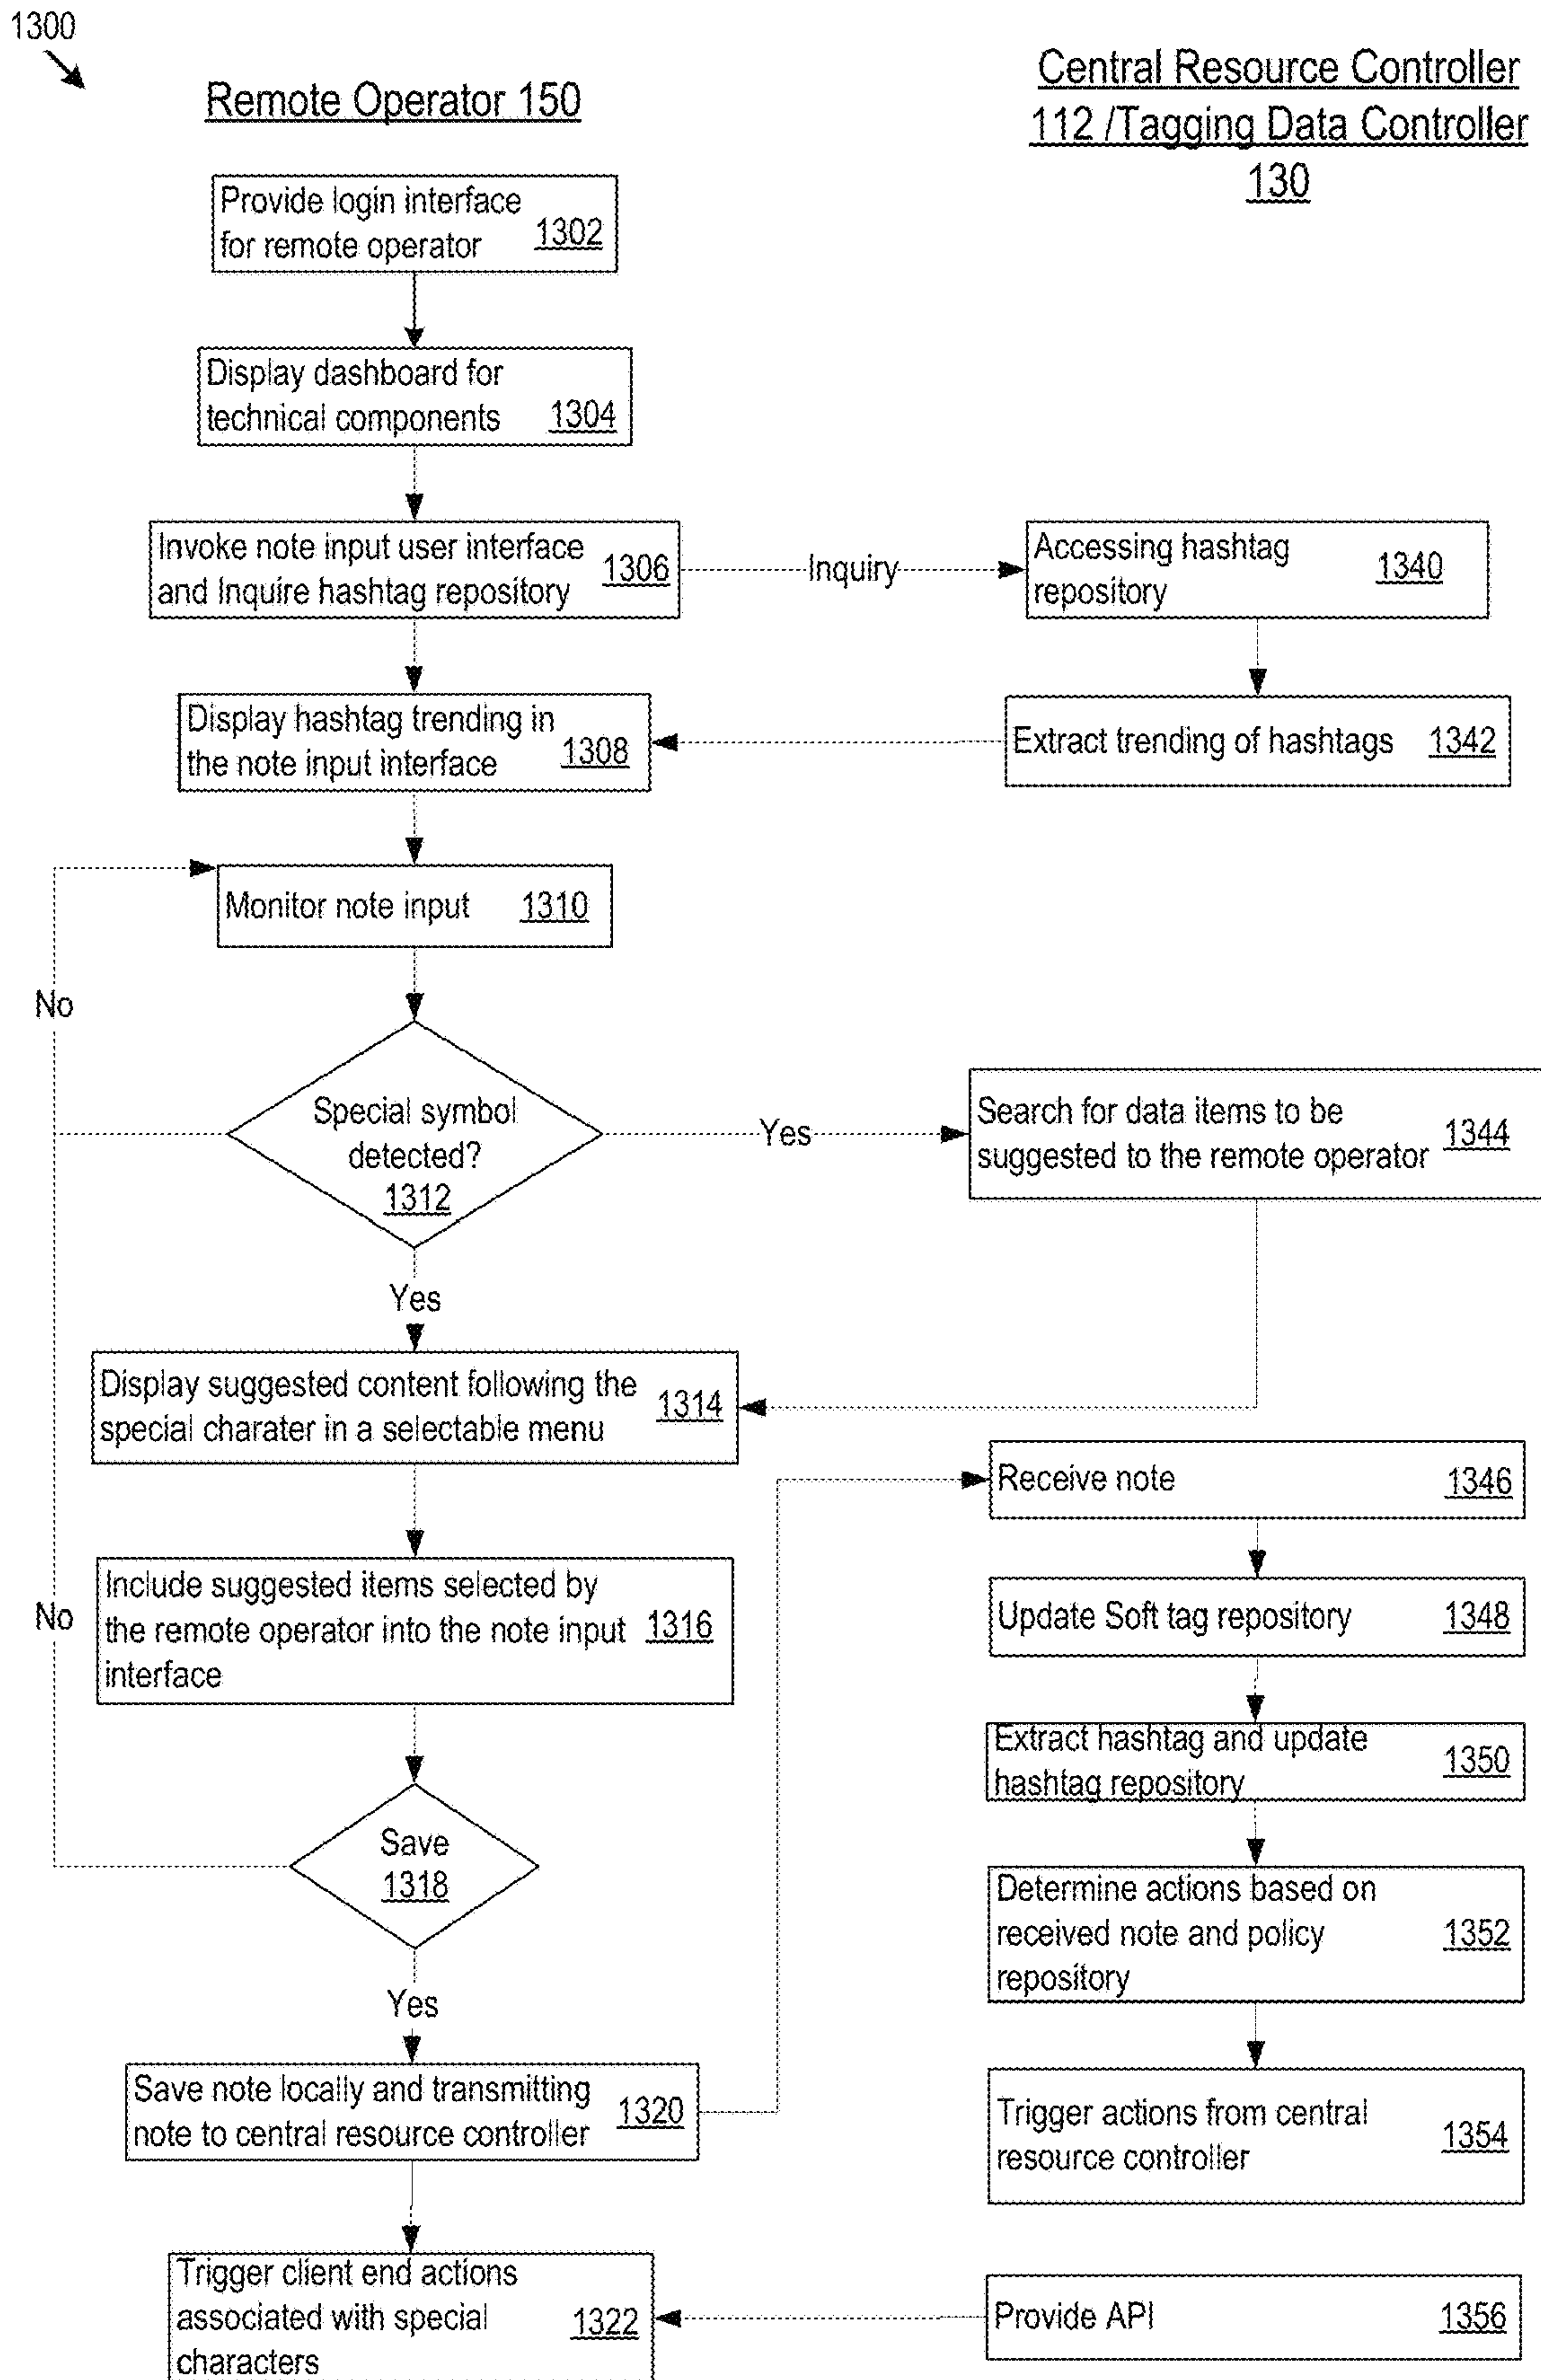 1300
Remote Operator 150
Central Resource Controller
112 /Tagging Data Controller
130
Provide login interface
for remote operator 1302
Display dashboard for
technical components 1304
Invoke note input user interface
and Inquire hashtag repository 1306
Inquiry
Accessing hashtag
repository 1340
Display hashtag trending in
the note input interface 1308
Extract trending of hashtags 1342
Monitor note input 1310
No
Special symbol
detected?
1312
Yes
Search for data items to be
suggested to the remote operator 1344
Yes
Display suggested content following the
special charater in a selectable menu 1314
Receive note 1346
Include suggested items selected by
the remote operator into the note input 1316
interface
No
Update Soft tag repository 1348
Extract hashtag and update
hashtag repository 1350
Save
1318
Determine actions based on
received note and policy 1352
repository
Yes
Save note locally and transmitting
note to central resource controller 1320
Trigger actions from central
resource controller 1354
Trigger client end actions
associated with special 1322
characters
Provide API 1356